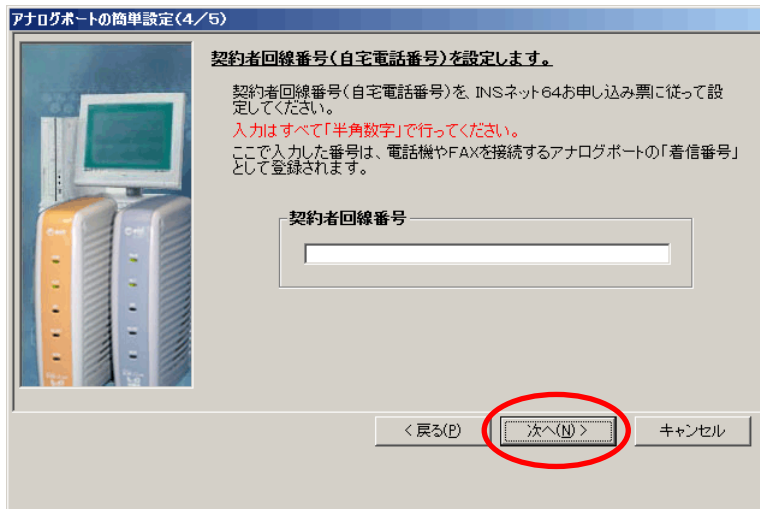 アナログポートの簡単設定(4/5)
契約者回線番号(自宅電話番号)を設定します。
契約者回線番号(自宅電話番号)を、INSネット64お申し込み票に従って設
定してください。
入力はすべて「半角数字」で行ってください。
ここで入力した番号は、電話機やFAXを接続するアナログポートの「着信番号」
として登録されます。
契約者回線番号
< 戻る(P)
次へ(N) >
キャンセル